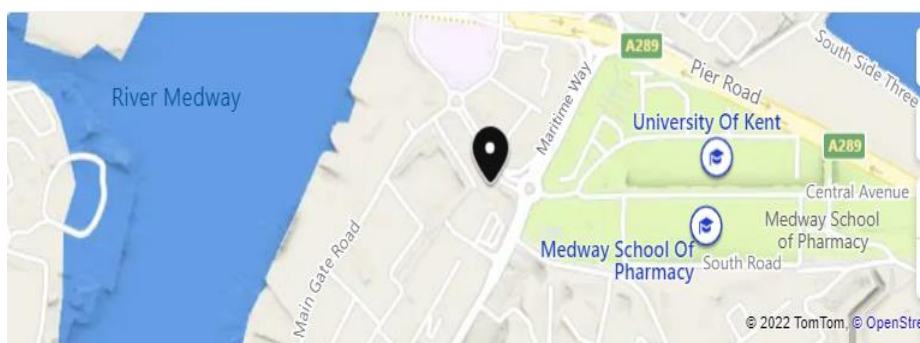 A289
South Side Three
Pier Road
River Medway
Maritime Way
University Of Kent
A289
Central Avenue
Main Gate Road
Medway School Of
Pharmacy
Medway School
of Pharmacy
South Road
© 2022 TomTom, © OpenStre